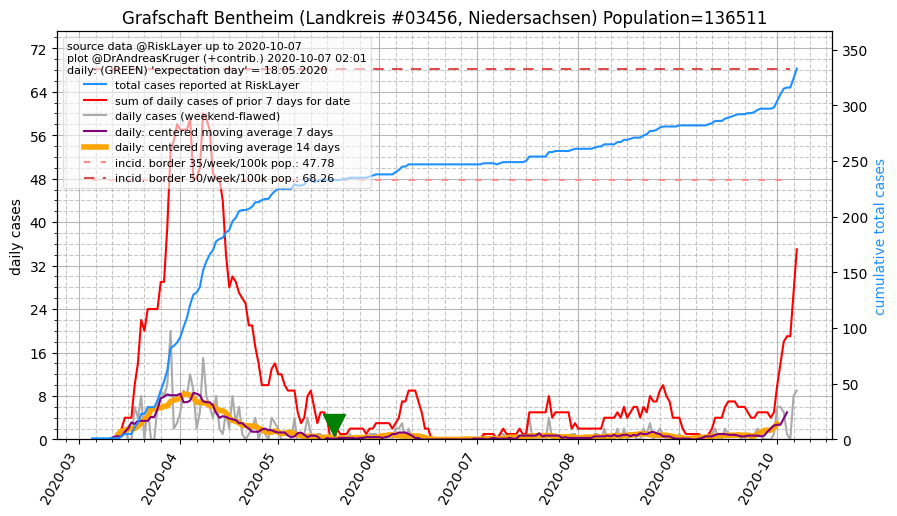 Grafschaft Bentheim (Landkreis #03456, Niedersachsen) Population=136511
source data @RiskLayer up to 2020-10-07
plot @DrAndreasKruger (+contrib.) 2020-10-07 02:01
daily: (GREEN) 'expectation day' = 18.05.2020
total cases reported at RiskLayer
sum of daily cases of prior 7 days for date
daily cases (weekend-flawed)
daily: centered moving average 7 days
daily: centered moving average 14 days
incid. border 35/week/100k pop.: 47.78
incid. border 50/week/100k pop.: 68.26
daily cases
72
64
56
48
40
32
24
16
8
0
cumulative total cases
350
300
250
200
150
100
50
0
2020-03
2020-04
2020-05
2020-06
2020-07
2020-08
2020-09
2020-10